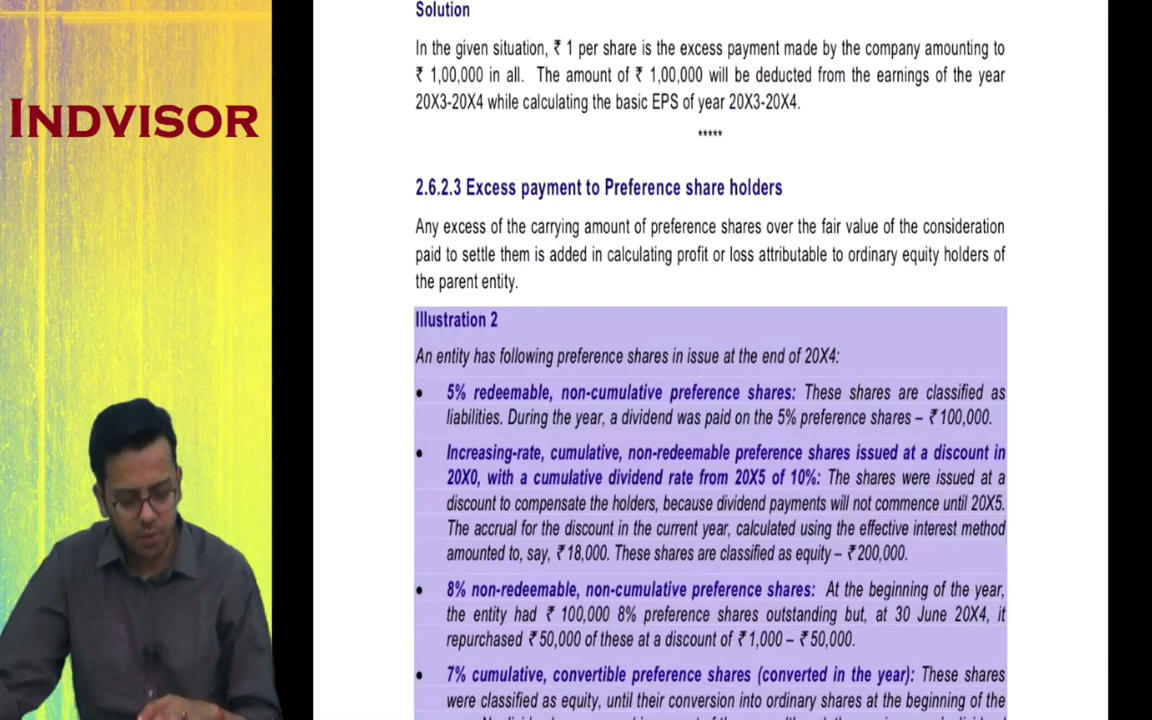 INDVISOR
Solution
In the given situation, ₹ 1 per share is the excess payment made by the company amounting to
₹ 1,00,000 in all. The amount of ₹ 1,00,000 will be deducted from the earnings of the year
20X3-20X4 while calculating the basic EPS of year 20X3-20X4.
*****
2.6.2.3 Excess payment to Preference share holders
Any excess of the carrying amount of preference shares over the fair value of the consideration
paid to settle them is added in calculating profit or loss attributable to ordinary equity holders of
the parent entity.
Illustration 2
An entity has following preference shares in issue at the end of 20X4:
• 5% redeemable, non-cumulative preference shares: These shares are classified as
liabilities. During the year, a dividend was paid on the 5% preference shares – ₹ 100,000.
• Increasing-rate, cumulative, non-redeemable preference shares issued at a discount in
20X0, with a cumulative dividend rate from 20X5 of 10%: The shares were issued at a
discount to compensate the holders, because dividend payments will not commence until 20X5.
The accrual for the discount in the current year, calculated using the effective interest method
amounted to, say, ₹ 18,000. These shares are classified as equity – ₹ 200,000.
• 8% non-redeemable, non-cumulative preference shares: At the beginning of the year,
the entity had ₹ 100,000 8% preference shares outstanding but, at 30 June 20X4, it
repurchased ₹ 50,000 of these at a discount of ₹ 1,000 – ₹ 50,000.
• 7% cumulative, convertible preference shares (converted in the year): These shares
were classified as equity, until their conversion into ordinary shares at the beginning of the